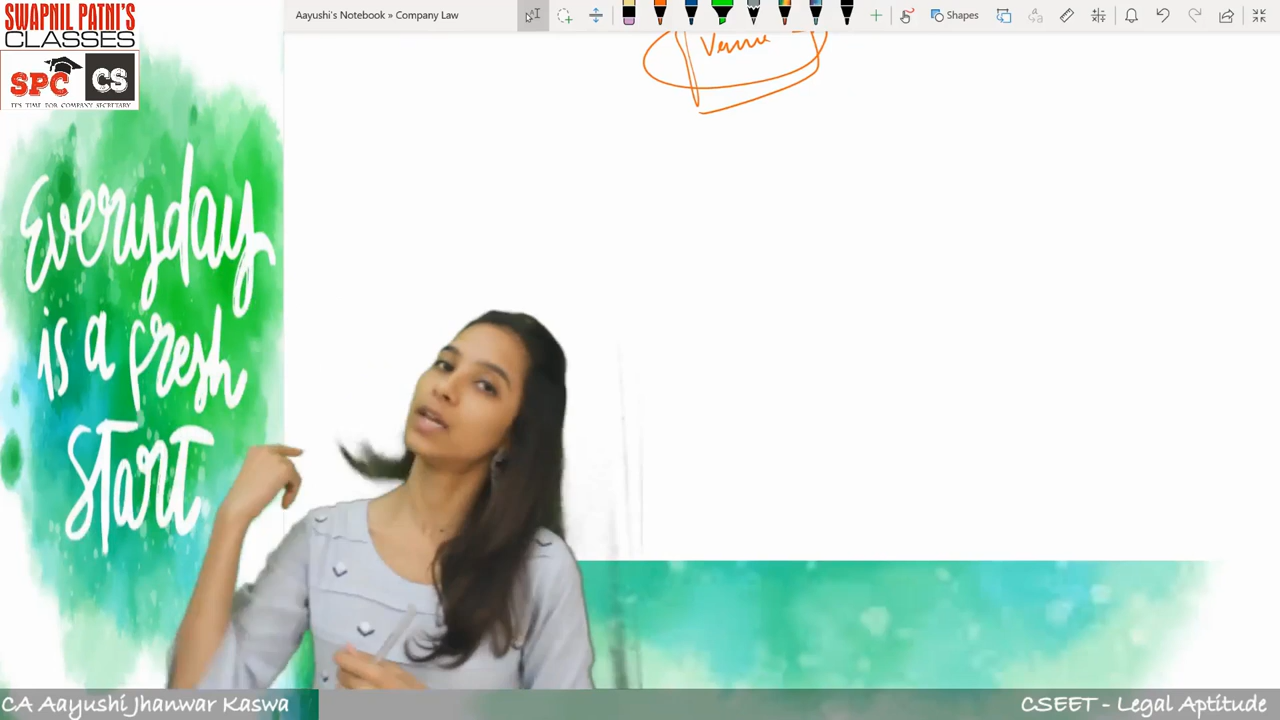 SWAPNIL PATNI'S
CLASSES
SPC CS
IT'S TIME FOR COMPANY SECRETARY
Aayushi's Notebook » Company Law
Shapes
Everyday
is a fresh
START
CA Aayushi Jhanwar Kaswa
CSEET - Legal Aptitude